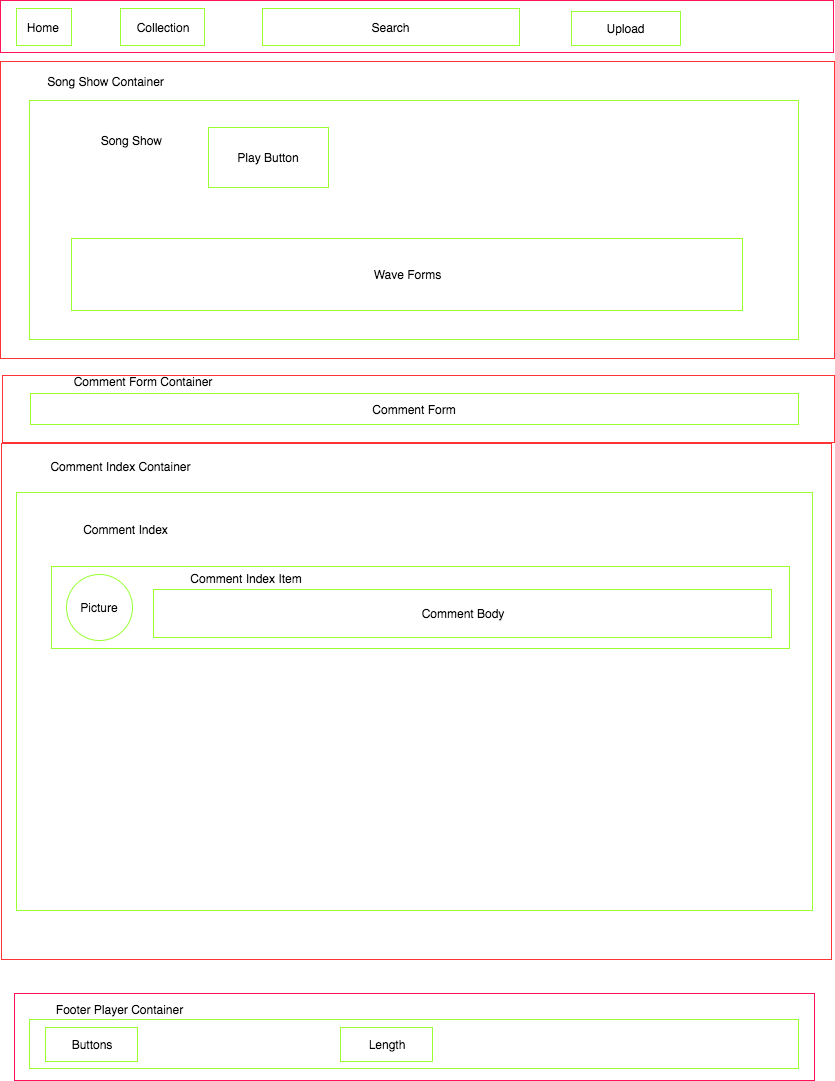 Home
Collection
Search
Upload
Song Show Container
Song Show
Play Button
Wave Forms
Comment Form Container
Comment Form
Comment Index Container
Comment Index
Comment Index Item
Picture
Comment Body
Footer Player Container
Buttons
Length